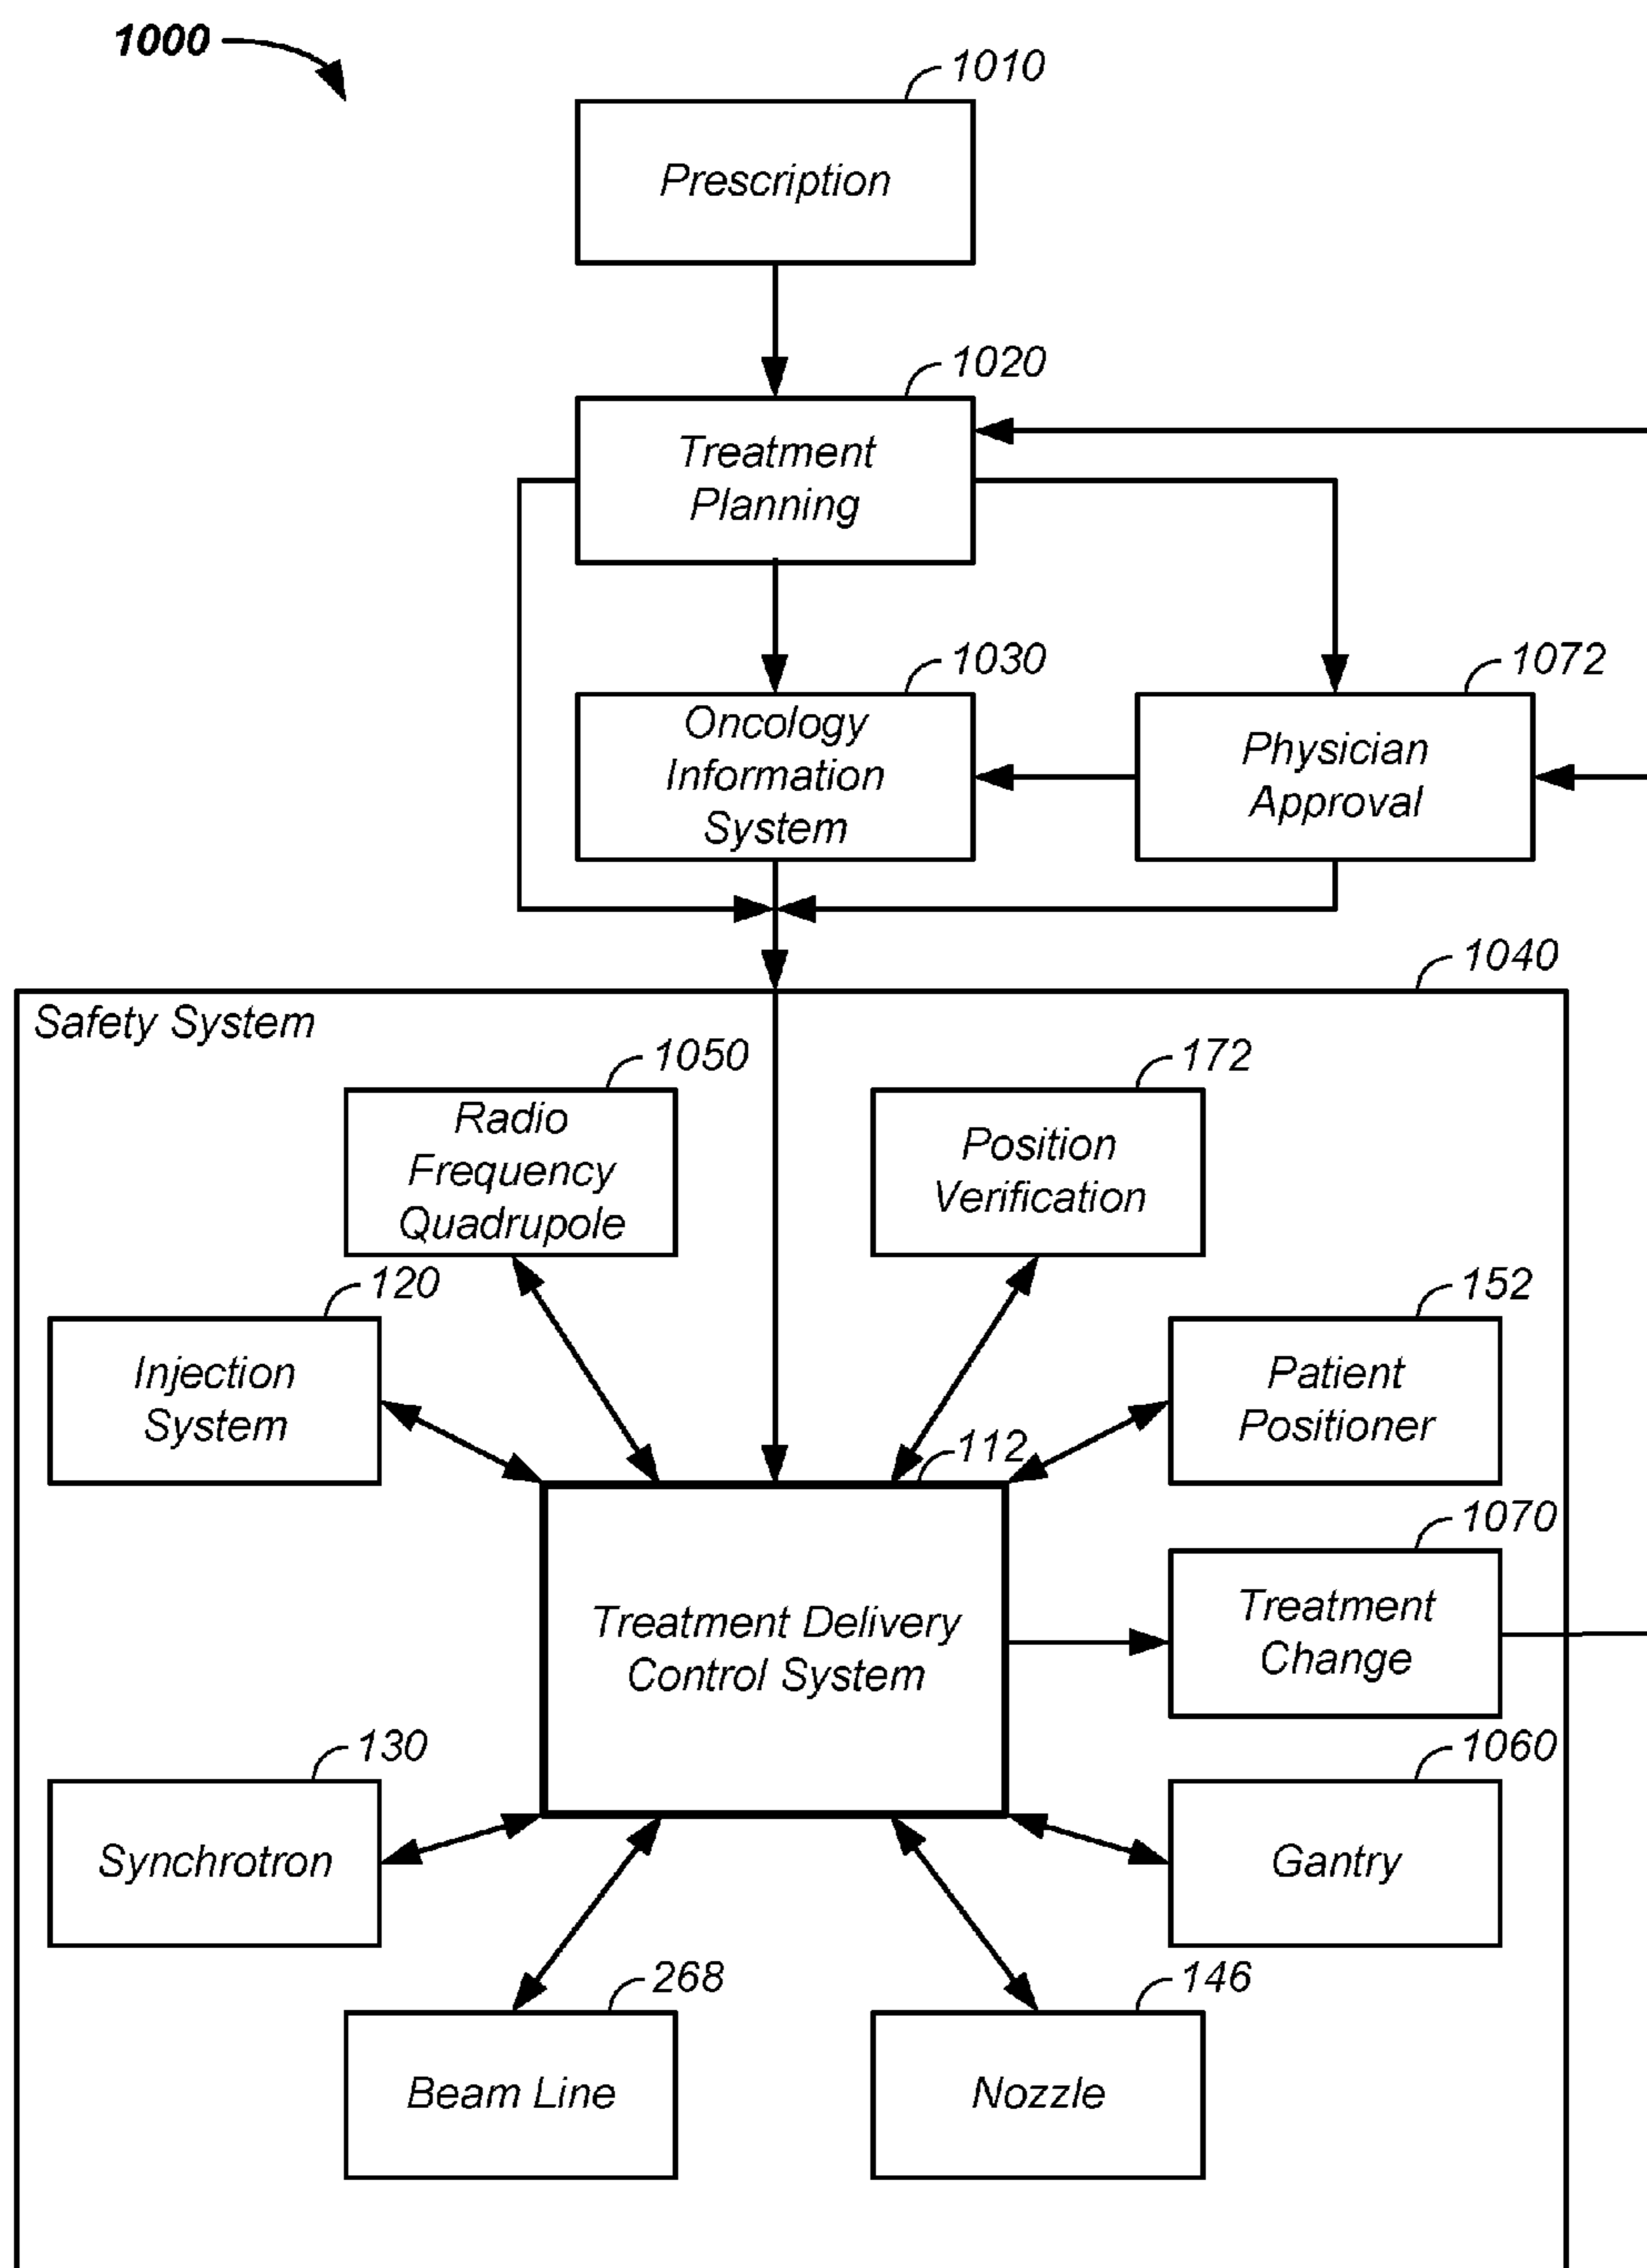 1000
1010
Prescription
1020
Treatment
Planning
1030
Oncology
Information
System
1072
Physician
Approval
1040
Safety System
1050
Radio
Frequency
Quadrupole
172
Position
Verification
120
Injection
System
152
Patient
Positioner
112
Treatment Delivery
Control System
1070
Treatment
Change
130
Synchrotron
1060
Gantry
268
Beam Line
146
Nozzle